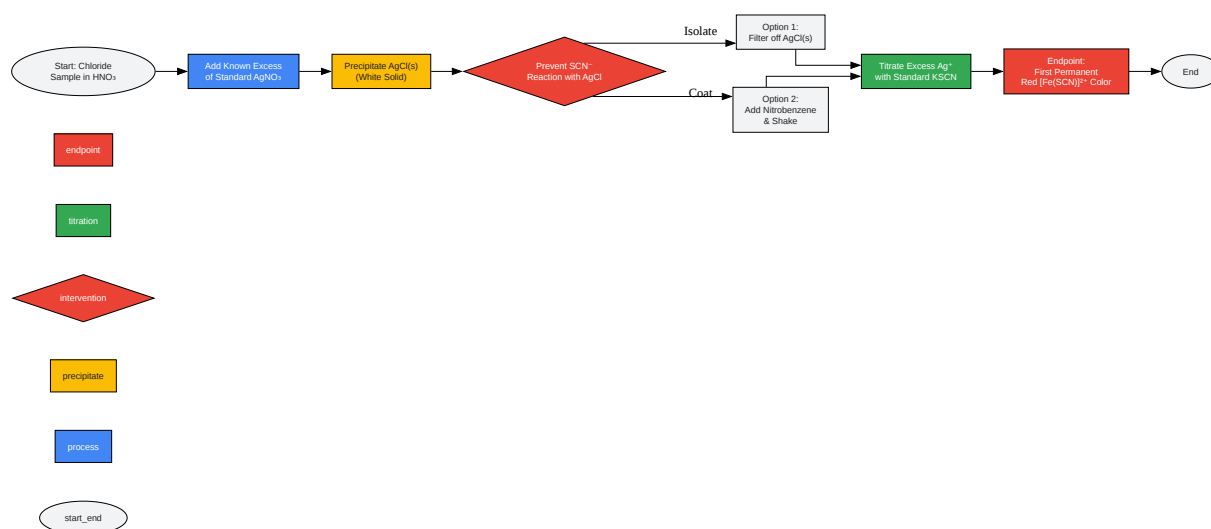 Start: Chloride
Sample in HNO₃
Add Known Excess
of Standard AgNO₃
Precipitate AgCl(s)
(White Solid)
Prevent SCN⁻
Reaction with AgCl
Isolate
Coat
Option 1:
Filter off AgCl(s)
Option 2:
Add Nitrobenzene
& Shake
Titrate Excess Ag⁺
with Standard KSCN
Endpoint:
First Permanent
Red [Fe(SCN)]²⁺ Color
End
endpoint
titration
intervention
precipitate
process
start_end